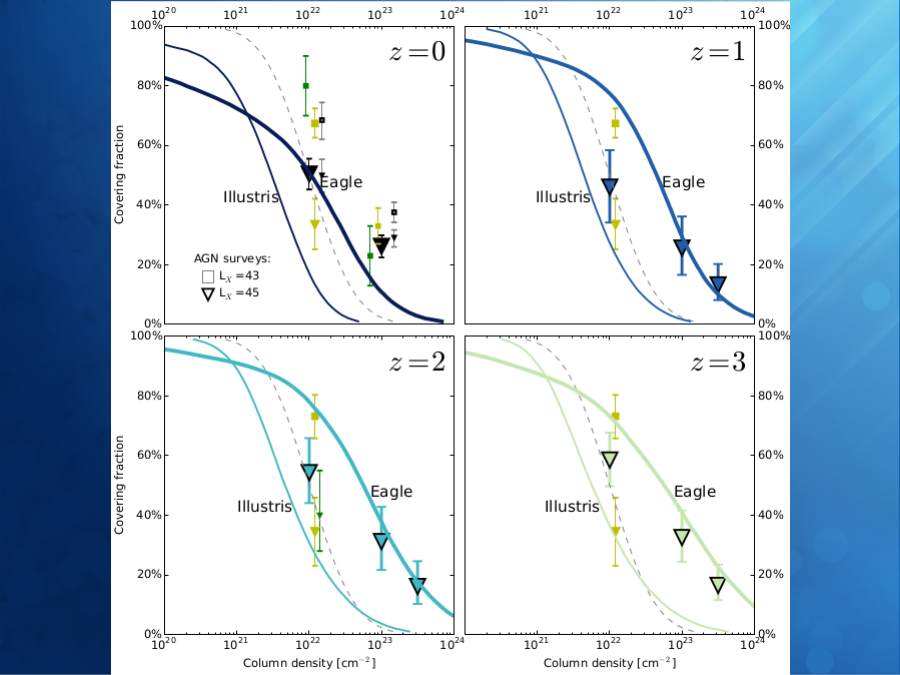 10^20 10^21 10^22 10^23 10^24
10^21 10^22 10^23 10^24
100%
80%
60%
40%
20%
0%
Covering fraction
z=0
Illustris
Eagle
AGN surveys:
L_X =43
L_X =45
z=1
Illustris
Eagle
100%
80%
60%
40%
20%
0%
100%
80%
60%
40%
20%
0%
Covering fraction
z=2
Illustris
Eagle
10^20 10^21 10^22 10^23 10^24
Column density [cm^−2]
z=3
Illustris
Eagle
100%
80%
60%
40%
20%
0%
10^21 10^22 10^23 10^24
Column density [cm^−2]